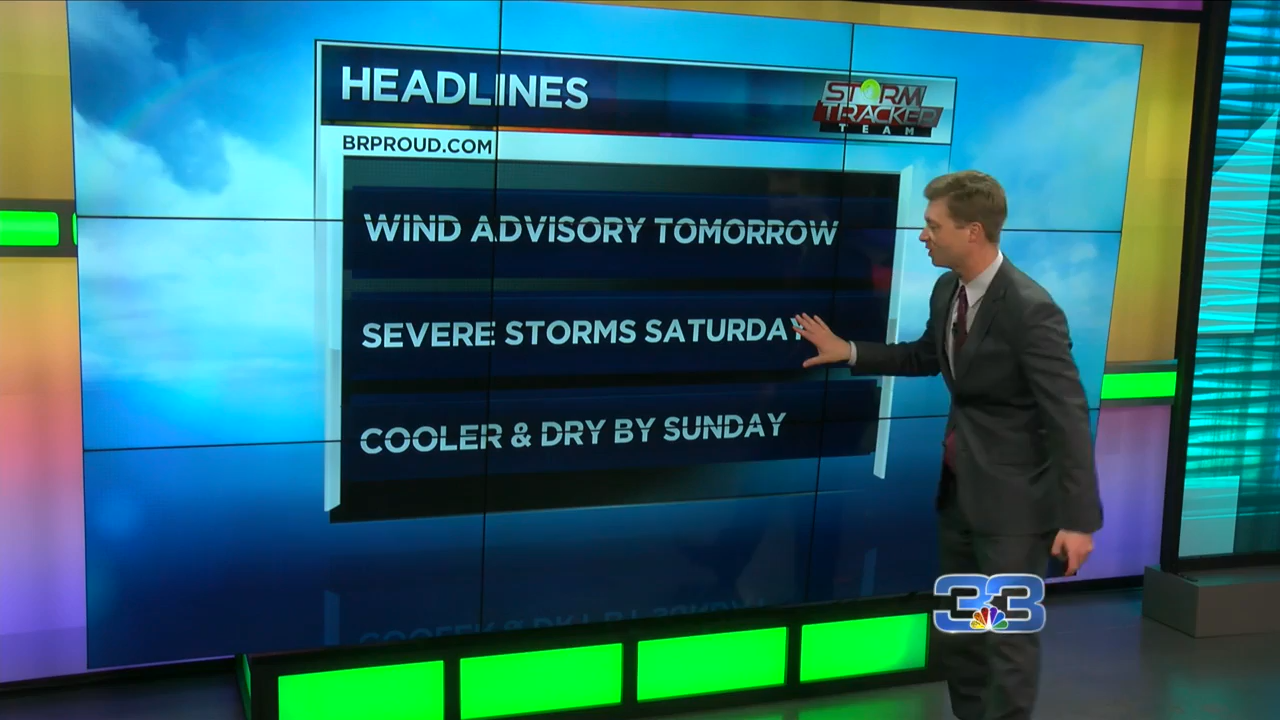 HEADLINES
STORM
TRACKER
TEAM
BRPROUD.COM
WIND ADVISORY TOMORROW
SEVERE STORMS SATURDAY
COOLER & DRY BY SUNDAY
33